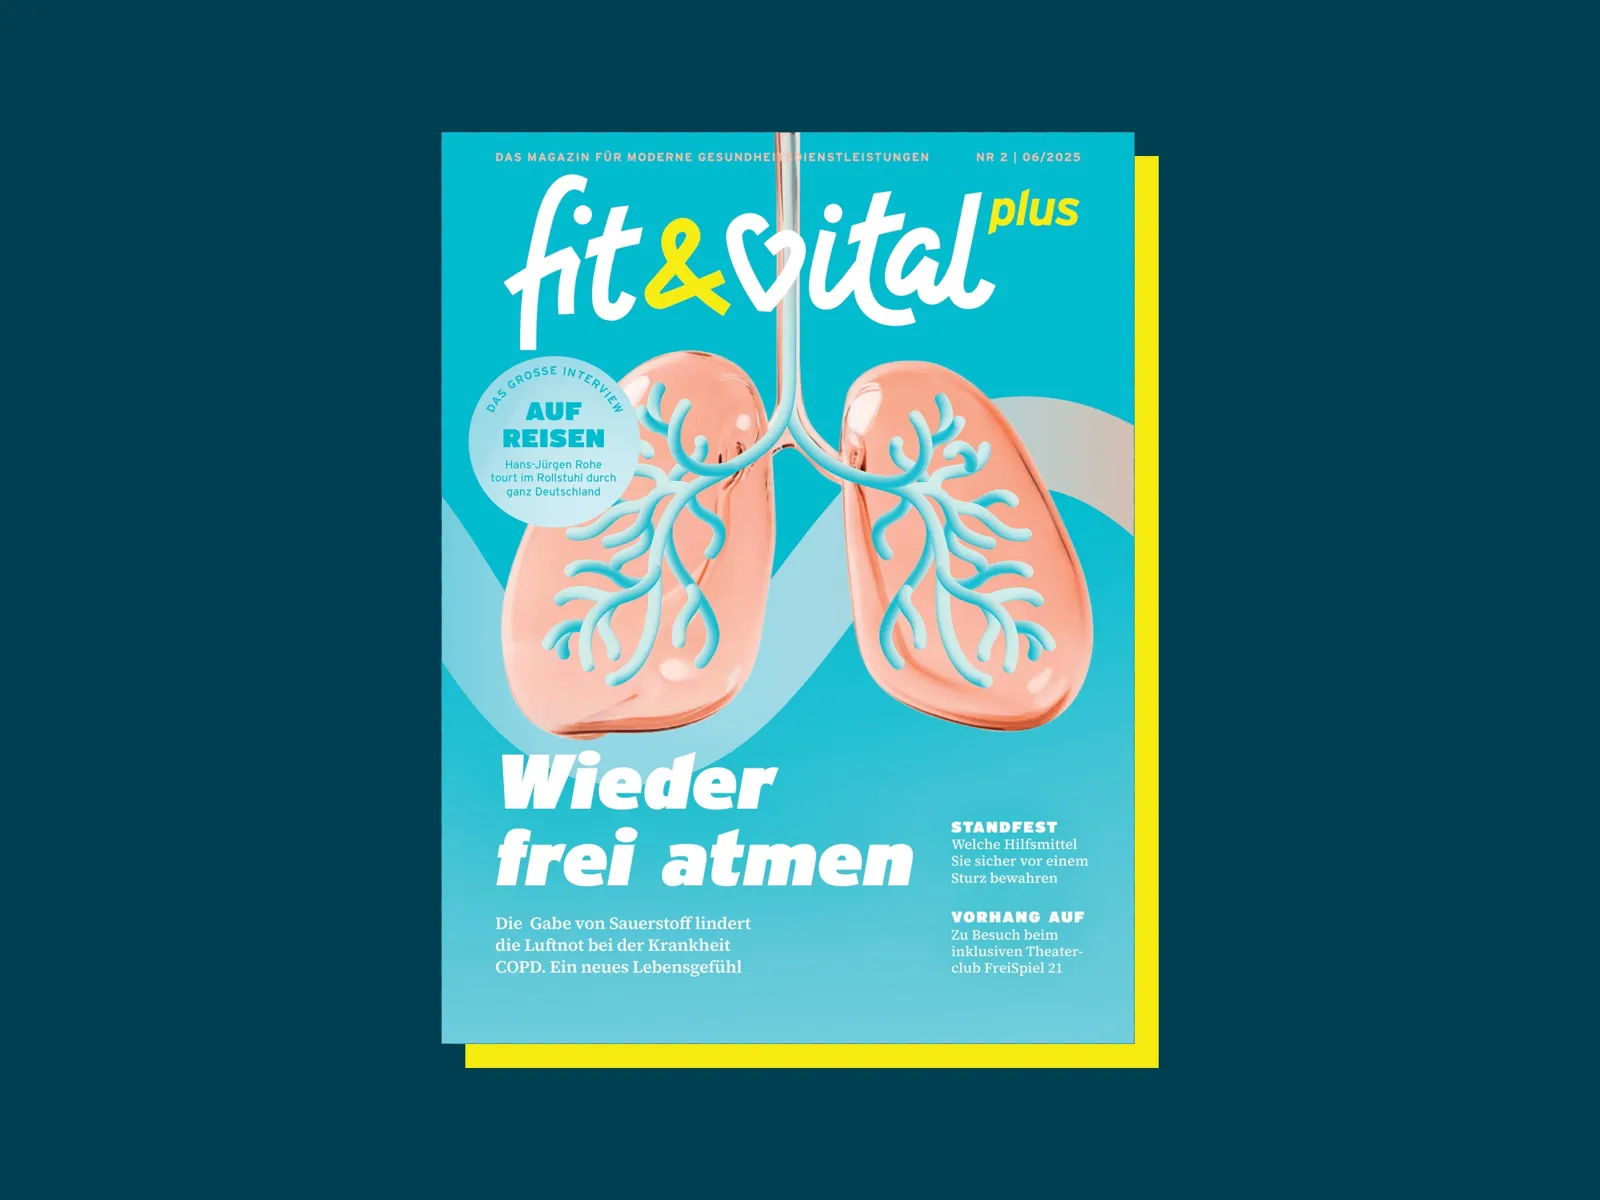 DAS MAGAZIN FÜR MODERNE GESUNDHEITSDIENSTLEISTUNGEN
NR 2 | 06/2025
fit&vital plus
DAS GROSSE INTERVIEW
AUF
REISEN
Hans-Jürgen Rohe
tourt im Rollstuhl durch
ganz Deutschland
Wieder
frei atmen
Die Gabe von Sauerstoff lindert
die Luftnot bei der Krankheit
COPD. Ein neues Lebensgefühl
STANDFEST
Welche Hilfsmittel
Sie sicher vor einem
Sturz bewahren
VORHANG AUF
Zu Besuch beim
inklusiven Theater-
club FreiSpiel 21